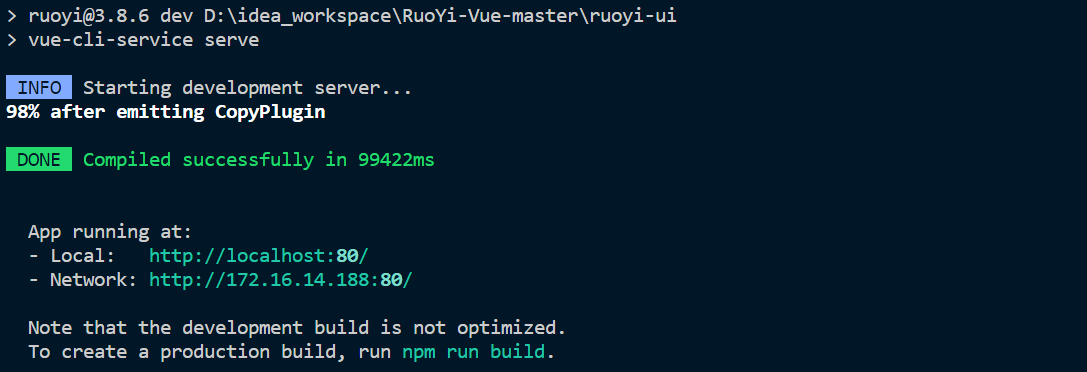 > ruoyi@3.8.6 dev D:\idea_workspace\RuoYi-Vue-master\ruoyi-ui
> vue-cli-service serve
INFO Starting development server...
98% after emitting CopyPlugin
DONE Compiled successfully in 99422ms
App running at:
- Local: http://localhost:80/
- Network: http://172.16.14.188:80/
Note that the development build is not optimized.
To create a production build, run npm run build.